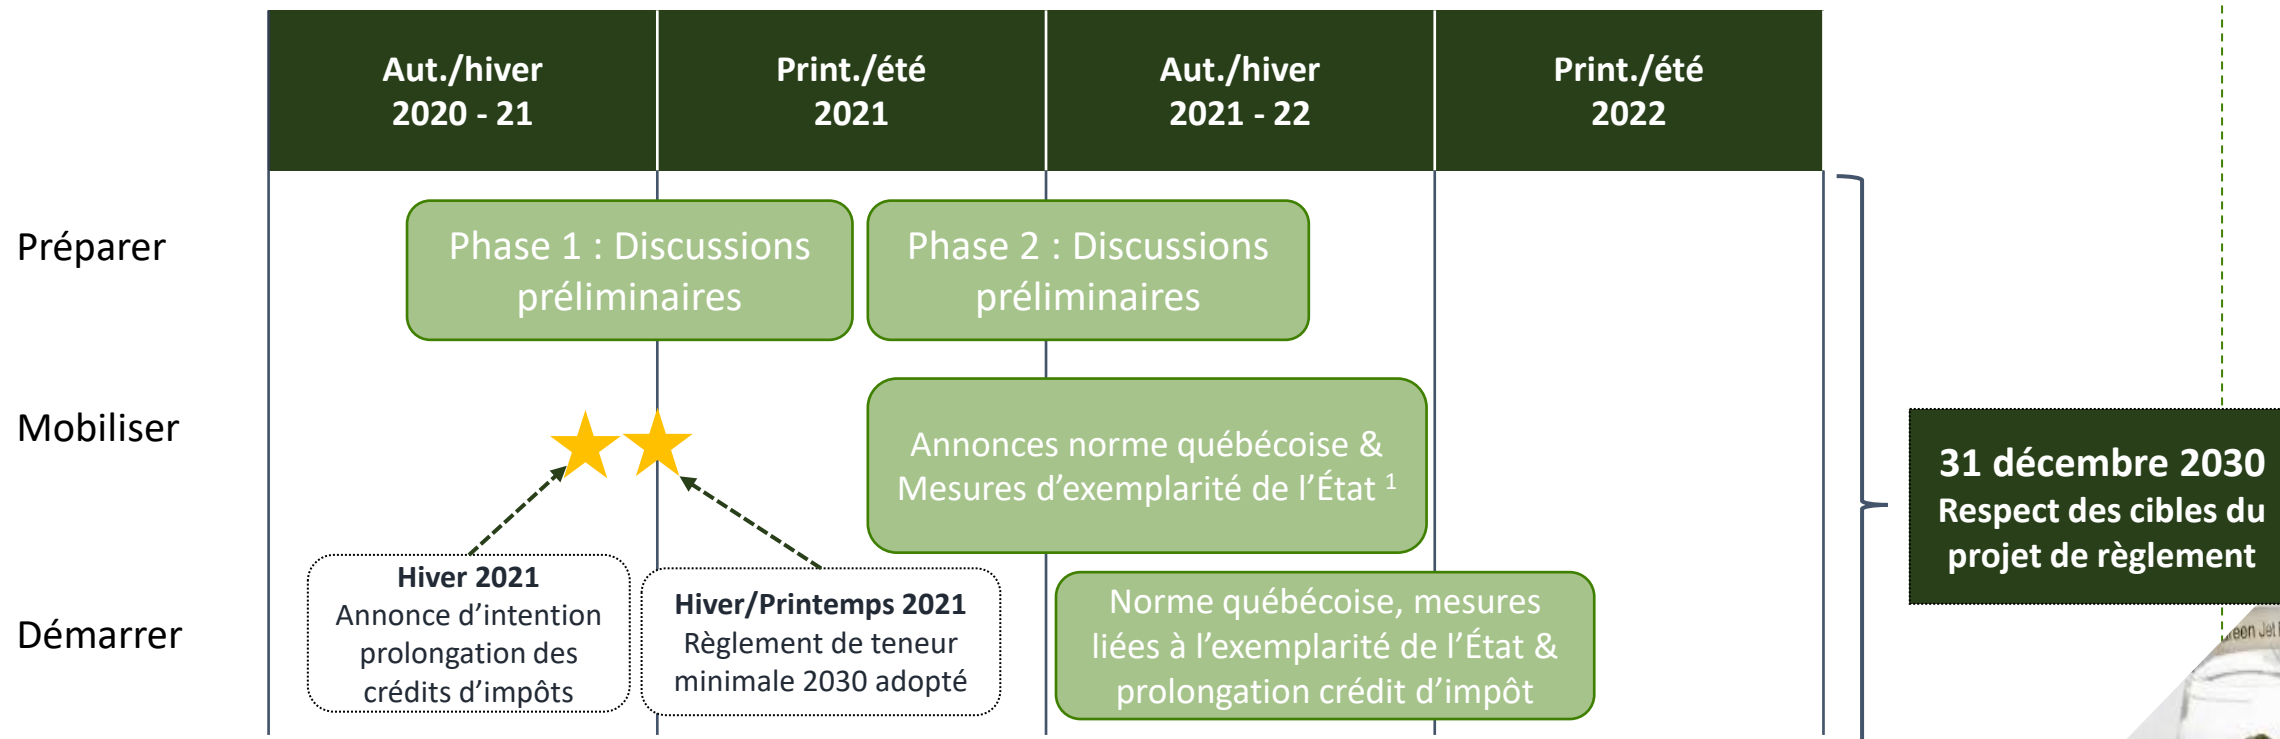 Aut./hiver
2020 - 21
Print./été
2021
Aut./hiver
2021 - 22
Print./été
2022
Préparer
Phase 1 : Discussions
préliminaires
Phase 2 : Discussions
préliminaires
Mobiliser
Annonces norme québécoise &
Mesures d’exemplarité de l’État ¹
31 décembre 2030
Respect des cibles du
projet de règlement
Démarrer
Hiver 2021
Annonce d’intention
prolongation des
crédits d’impôts
Hiver/Printemps 2021
Règlement de teneur
minimale 2030 adopté
Norme québécoise, mesures
liées à l’exemplarité de l’État &
prolongation crédit d’impôt
Jet